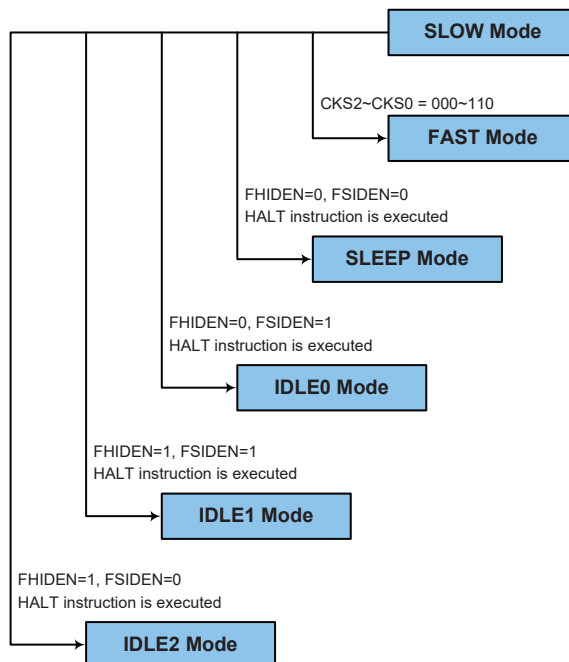 SLOW Mode
CKS2~CKS0 = 000~110
FAST Mode
FHIDEN=0, FSIDEN=0
HALT instruction is executed
SLEEP Mode
FHIDEN=0, FSIDEN=1
HALT instruction is executed
IDLE0 Mode
FHIDEN=1, FSIDEN=1
HALT instruction is executed
IDLE1 Mode
FHIDEN=1, FSIDEN=0
HALT instruction is executed
IDLE2 Mode